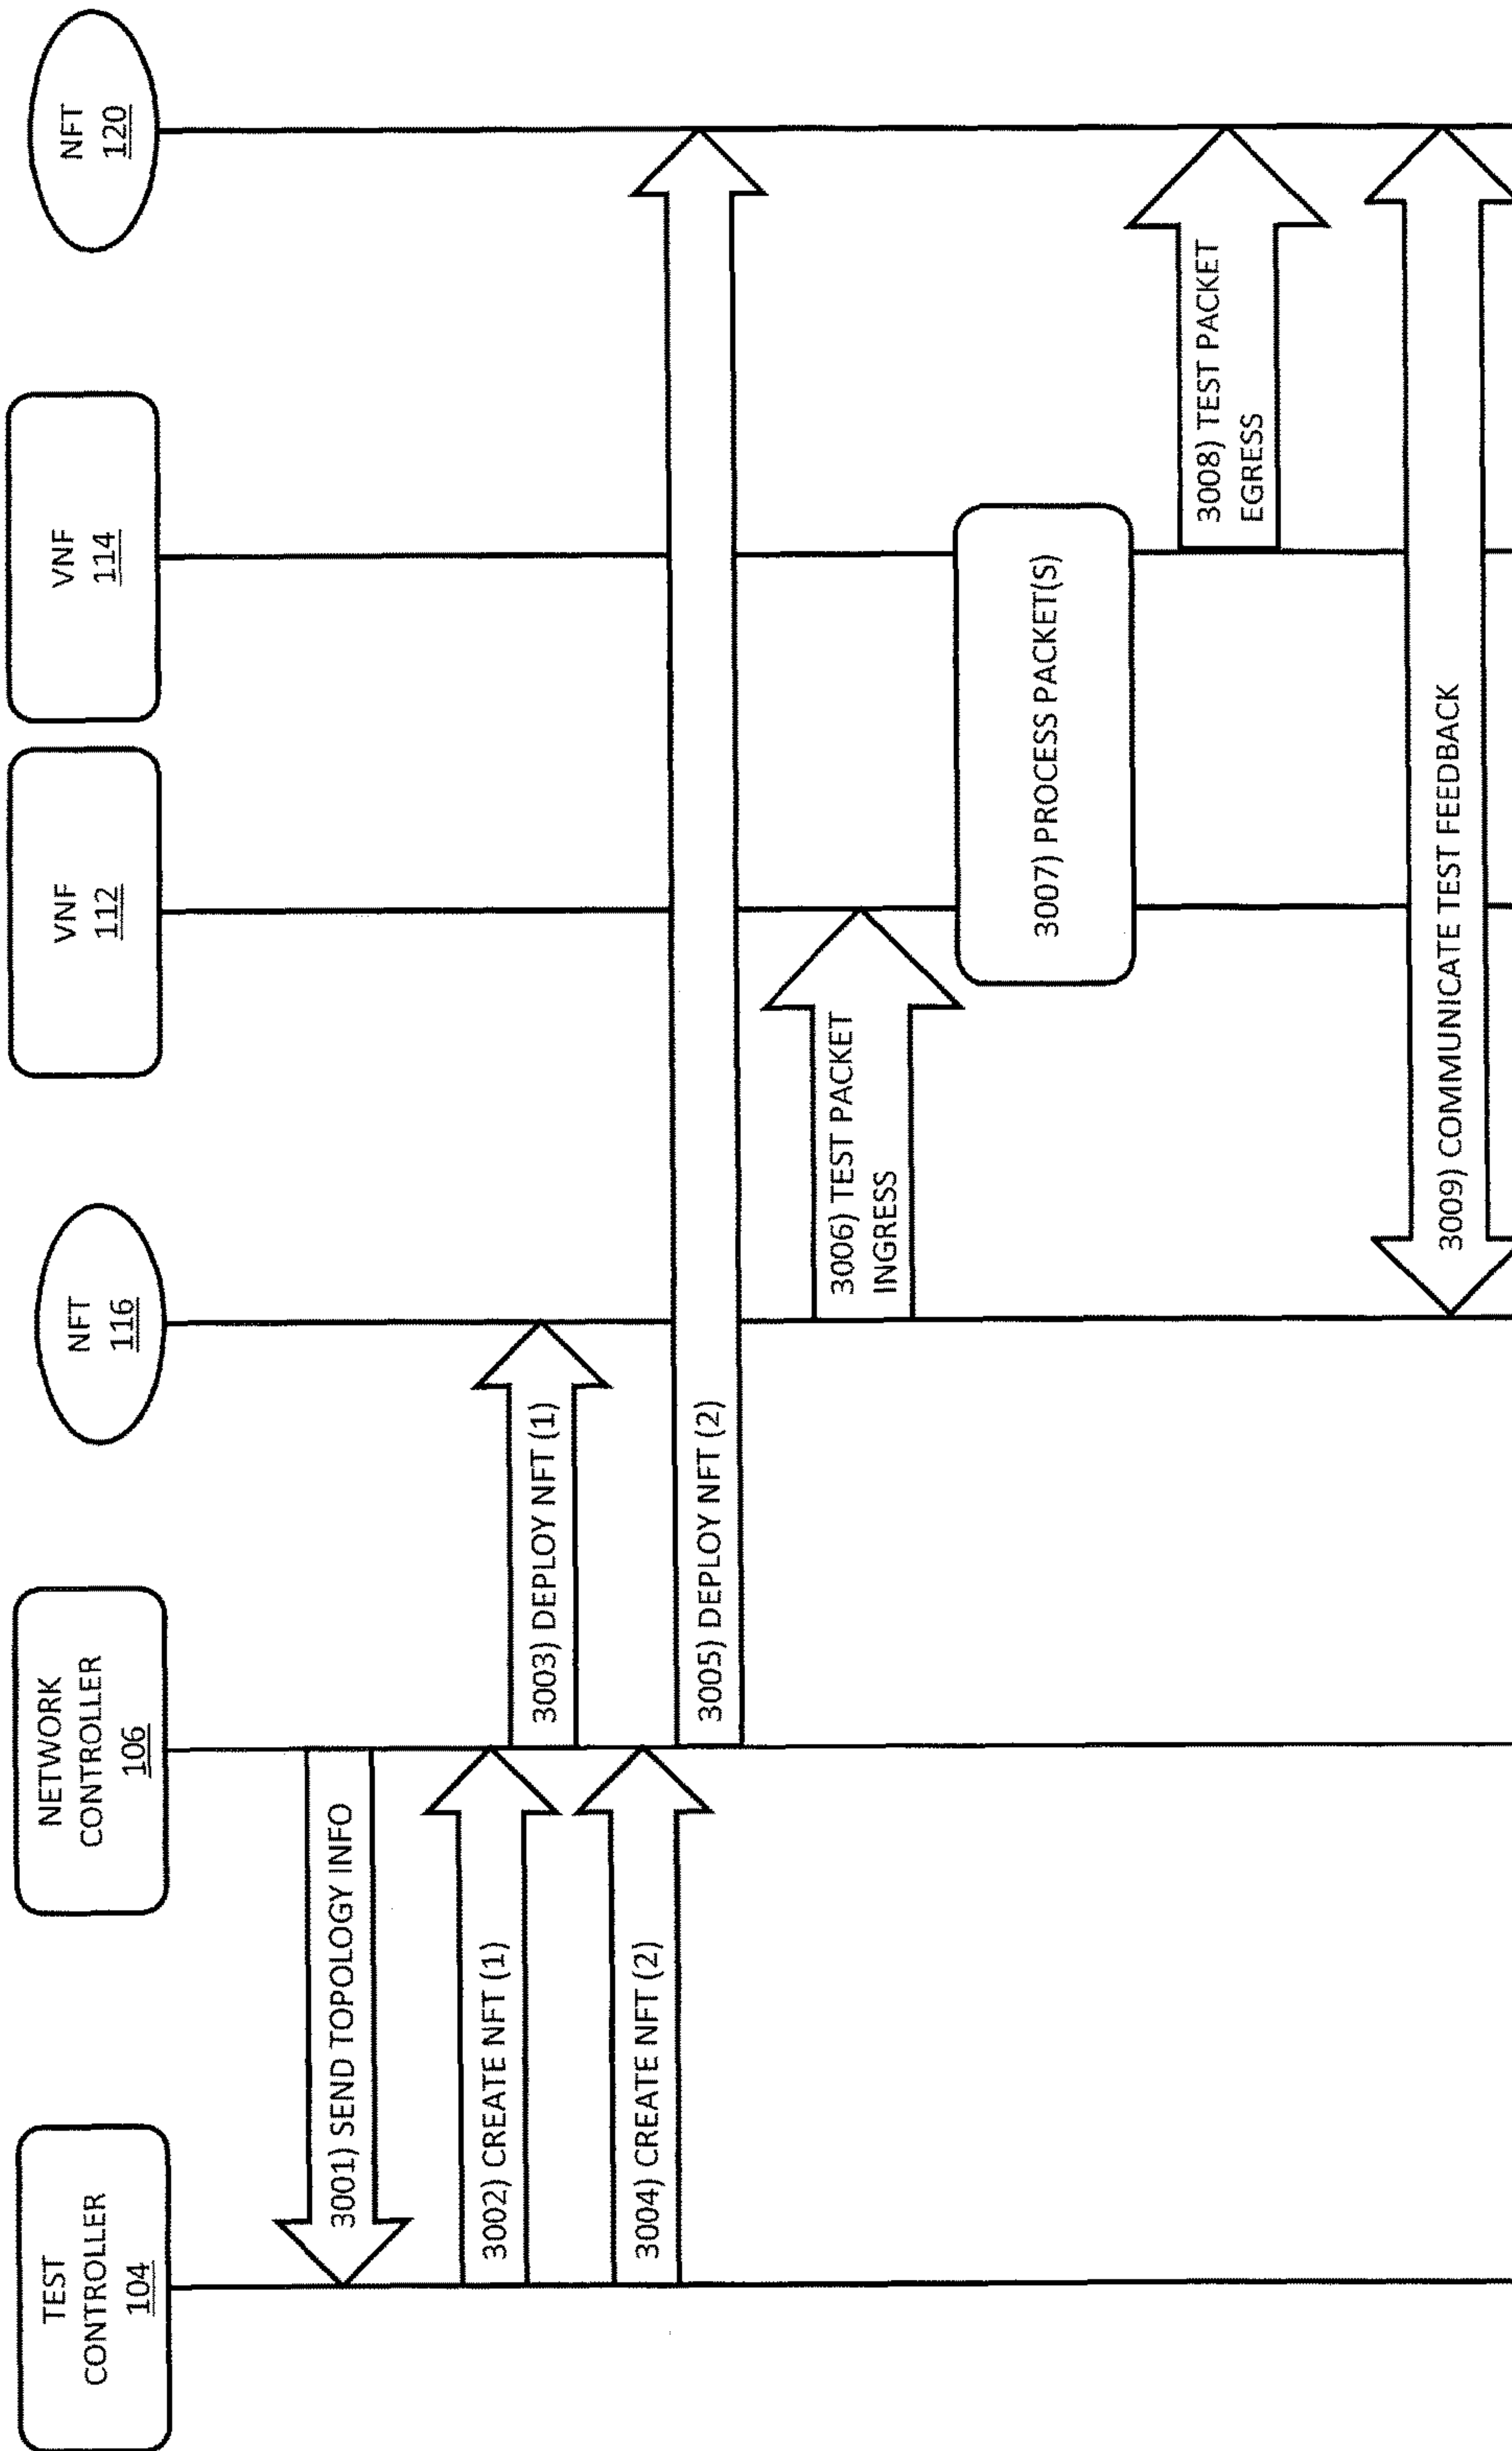 TEST
CONTROLLER
104
NETWORK
CONTROLLER
106
NFT
116
VNF
112
VNF
114
NFT
120
3001) SEND TOPOLOGY INFO
3002) CREATE NFT (1)
3003) DEPLOY NFT (1)
3004) CREATE NFT (2)
3005) DEPLOY NFT (2)
3006) TEST PACKET
INGRESS
3007) PROCESS PACKET(S)
3008) TEST PACKET
EGRESS
3009) COMMUNICATE TEST FEEDBACK